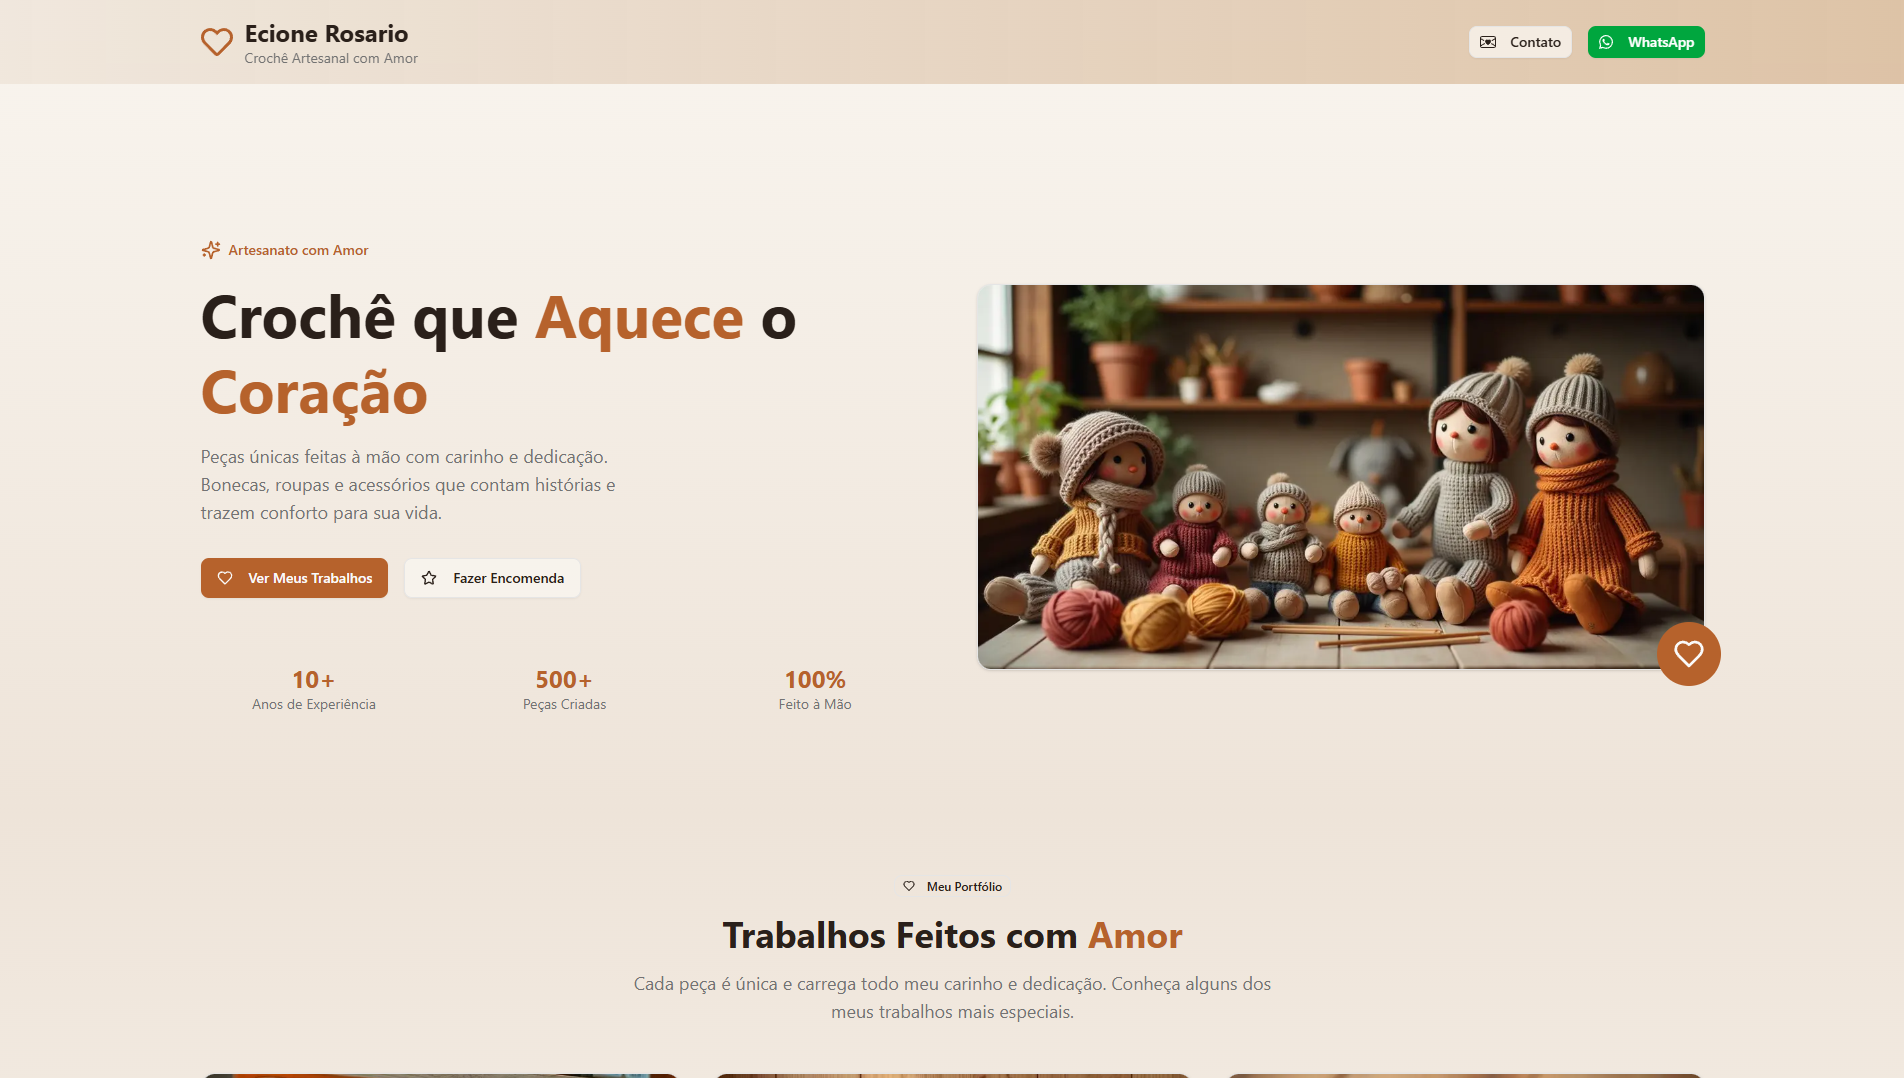 Ecione Rosario
Crochê Artesanal com Amor
Contato
WhatsApp
Artesanato com Amor
Crochê que Aquece o
Coração
Peças únicas feitas à mão com carinho e dedicação.
Bonecas, roupas e acessórios que contam histórias e
trazem conforto para sua vida.
Ver Meus Trabalhos
Fazer Encomenda
10+
Anos de Experiência
500+
Peças Criadas
100%
Feito à Mão
Meu Portfólio
Trabalhos Feitos com Amor
Cada peça é única e carrega todo meu carinho e dedicação. Conheça alguns dos
meus trabalhos mais especiais.